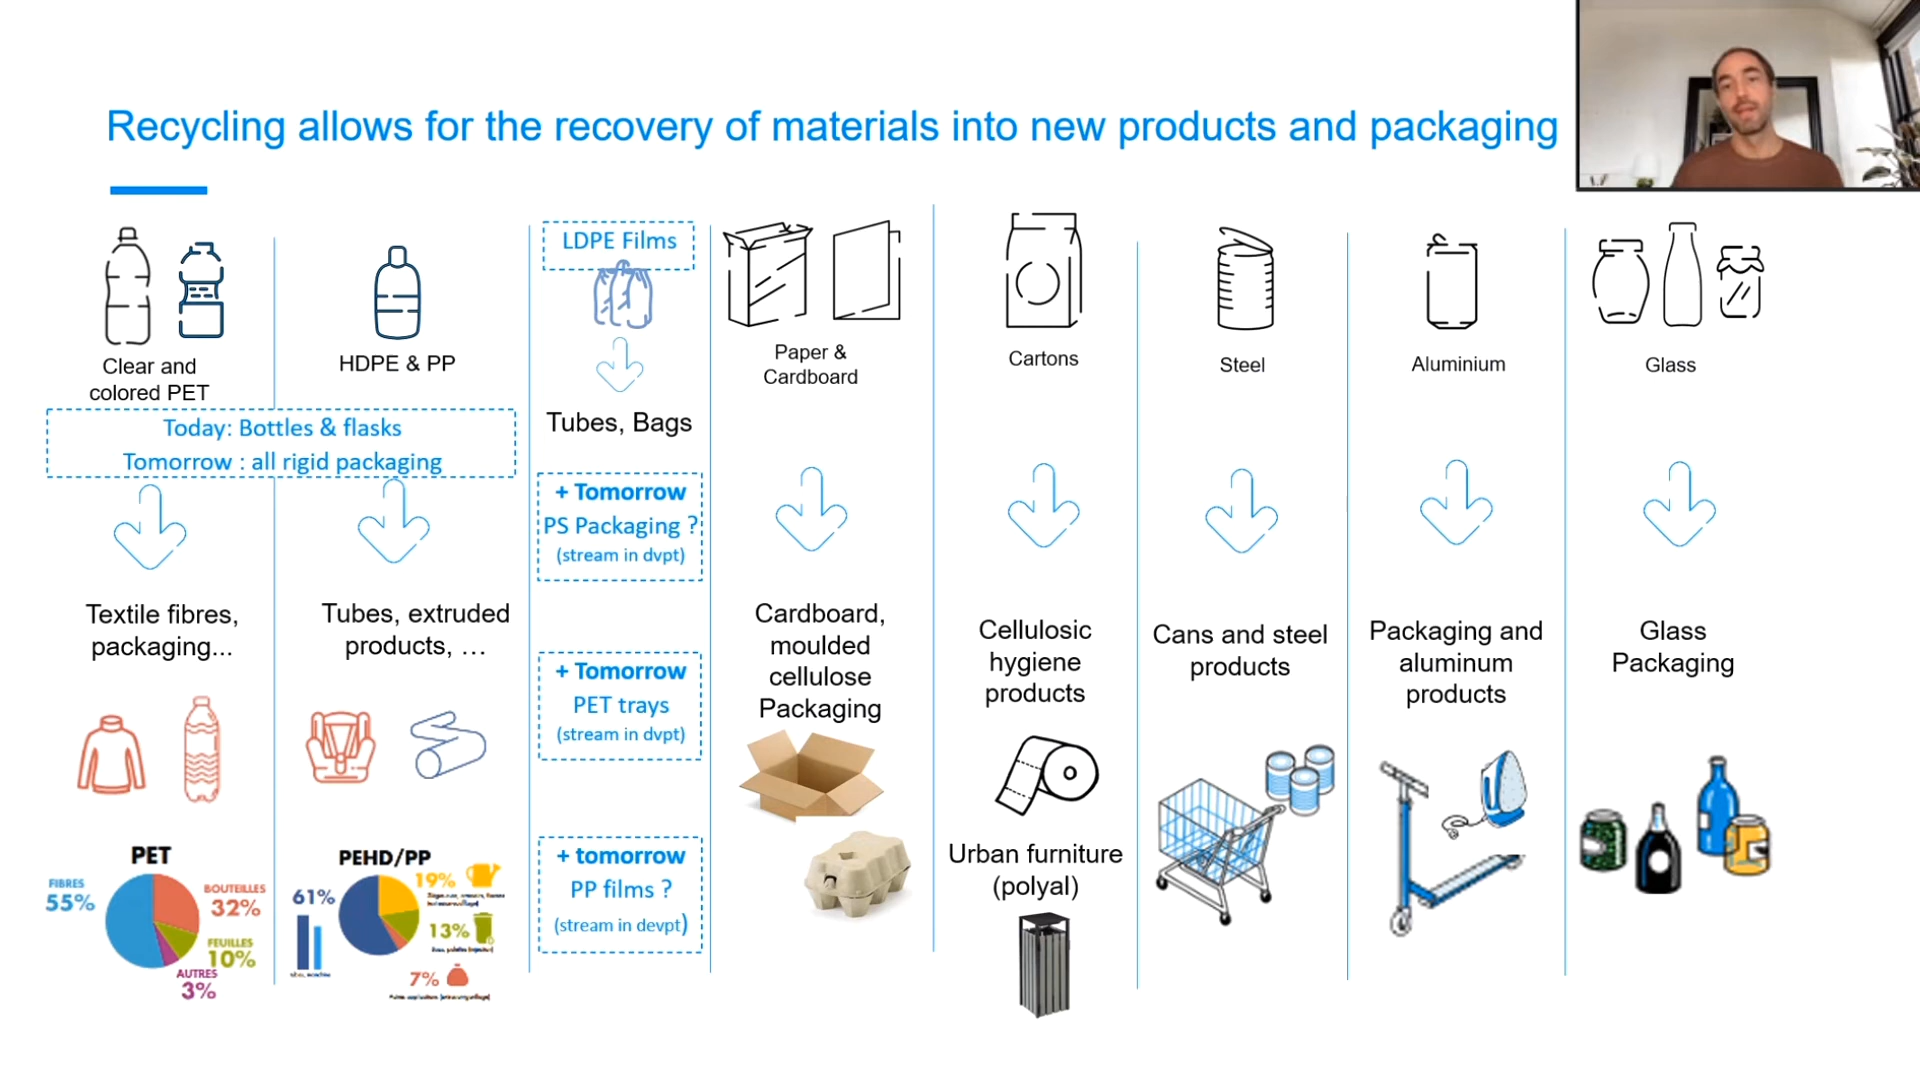 Recycling allows for the recovery of materials into new products and packaging
Clear and
colored PET
HDPE & PP
Today: Bottles & flasks
Tomorrow : all rigid packaging
Textile fibres,
packaging...
Tubes, extruded
products, …
PET
FIBRES
55%
BOUTEILLES
32%
FEUILLES
10%
AUTRES
3%
PEHD/PP
61%
19%
13%
7%
LDPE Films
Tubes, Bags
+ Tomorrow
PS Packaging ?
(stream in dvpt)
+ Tomorrow
PET trays
(stream in dvpt)
+ tomorrow
PP films ?
(stream in devpt)
Paper &
Cardboard
Cardboard,
moulded
cellulose
Packaging
Cartons
Cellulosic
hygiene
products
Urban furniture
(polyal)
Steel
Cans and steel
products
Aluminium
Packaging and
aluminum
products
Glass
Glass
Packaging